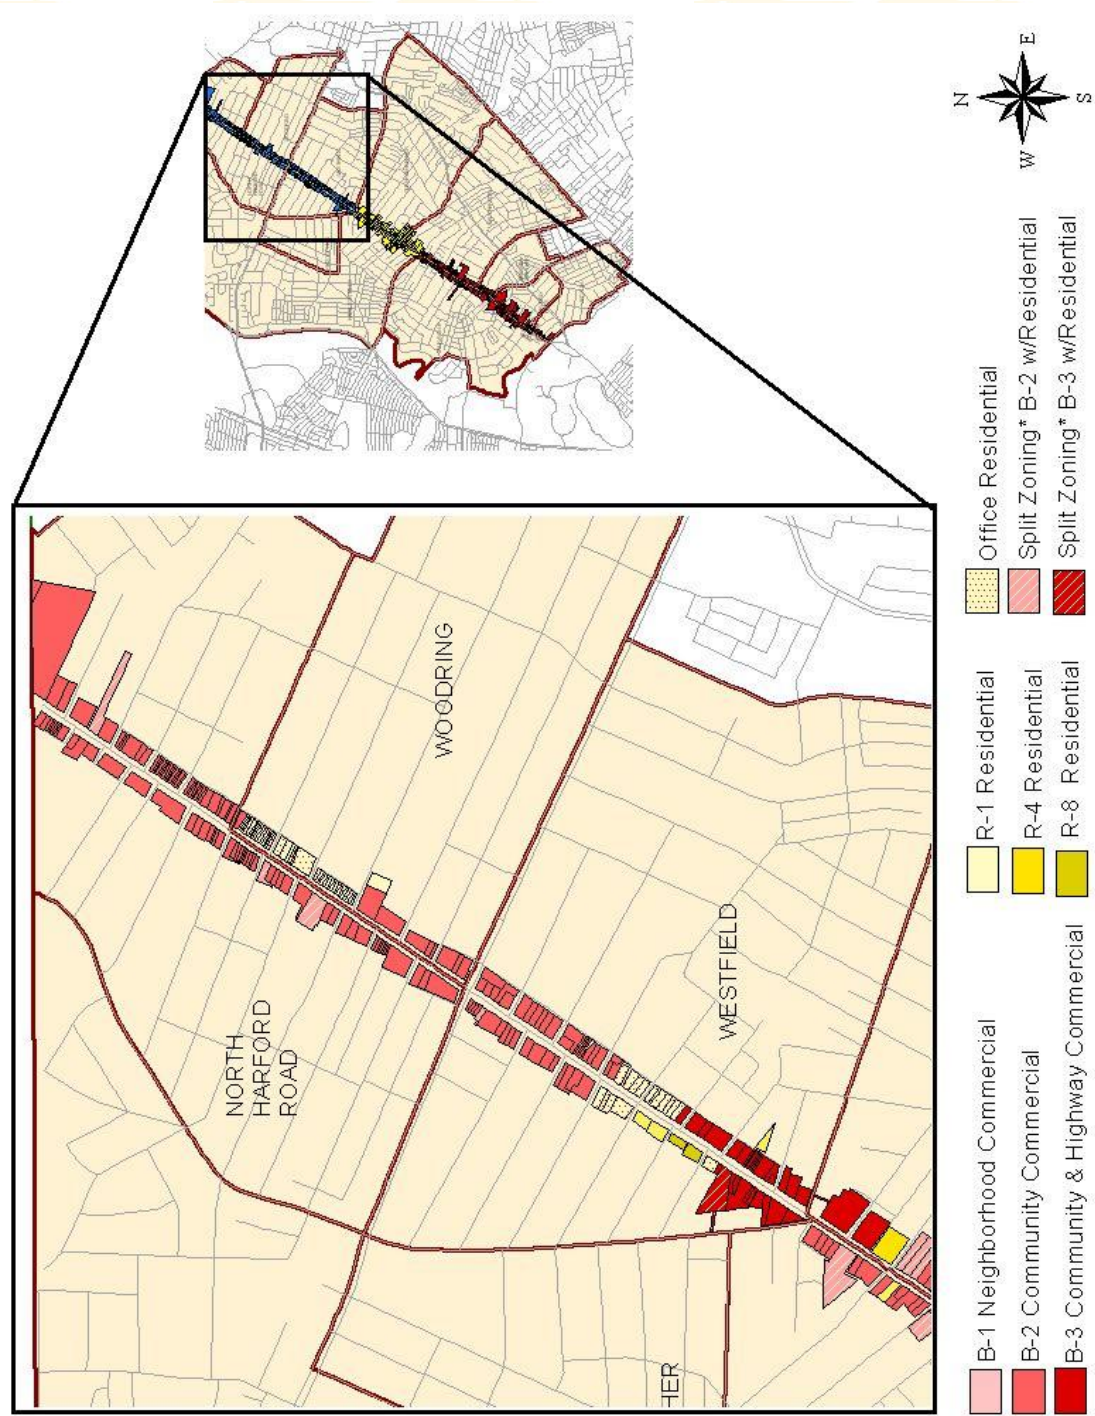 N
E
W
S
WOODRING
NORTH
HARFORD
ROAD
WESTFIELD
HER
B-1 Neighborhood Commercial
B-2 Community Commercial
B-3 Community & Highway Commercial
R-1 Residential
R-4 Residential
R-8 Residential
Office Residential
Split Zoning* B-2 w/Residential
Split Zoning* B-3 w/Residential